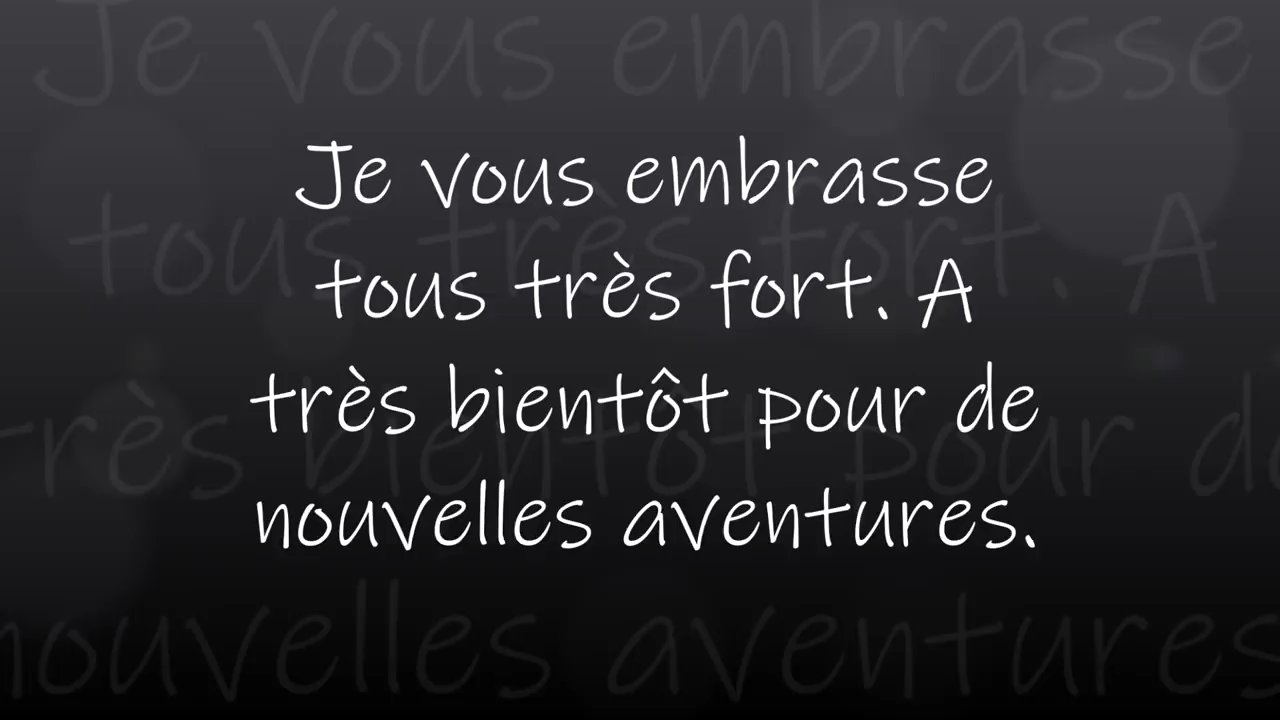 Je vous embrasse
tous très fort. A
très bientôt pour de
nouvelles aventures.